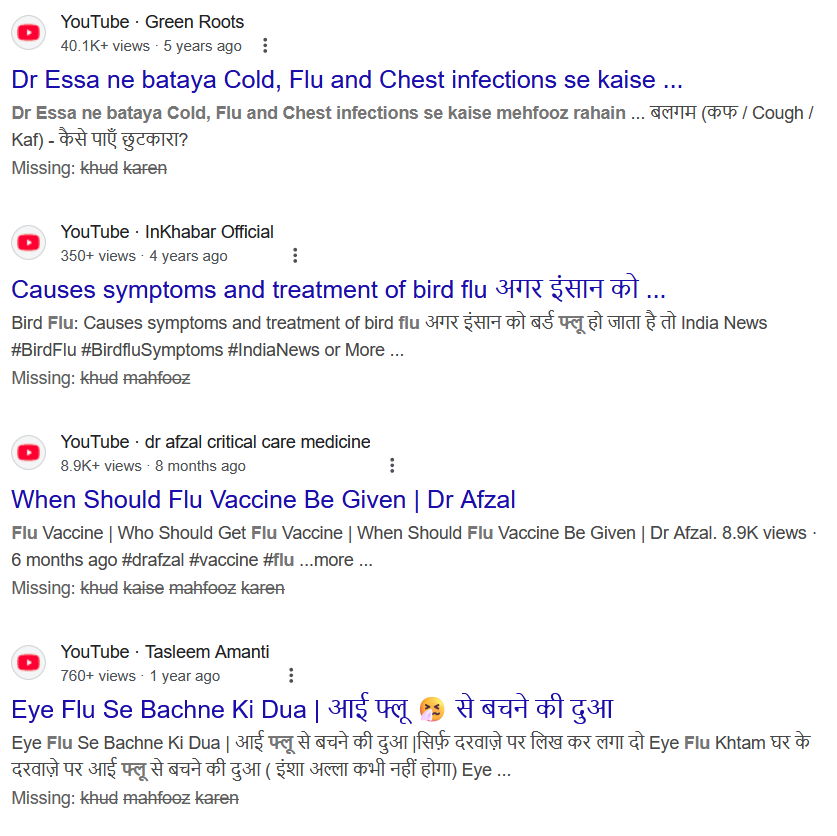 YouTube · Green Roots
40.1K+ views · 5 years ago
Dr Essa ne bataya Cold, Flu and Chest infections se kaise ...
Dr Essa ne bataya Cold, Flu and Chest infections se kaise mehfooz rahain ... बलगम (कफ / Cough /
Kaf) - कैसे पाएँ छुटकारा?
Missing: khud karen
YouTube · InKhabar Official
350+ views · 4 years ago
Causes symptoms and treatment of bird flu अगर इंसान को ...
Bird Flu: Causes symptoms and treatment of bird flu अगर इंसान को बर्ड फ्लू हो जाता है तो India News
#BirdFlu #BirdfluSymptoms #IndiaNews or More ...
Missing: khud mahfooz
YouTube · dr afzal critical care medicine
8.9K+ views · 8 months ago
When Should Flu Vaccine Be Given | Dr Afzal
Flu Vaccine | Who Should Get Flu Vaccine | When Should Flu Vaccine Be Given | Dr Afzal. 8.9K views ·
6 months ago #drafzal #vaccine #flu ...more ...
Missing: khud kaise mahfooz karen
YouTube · Tasleem Amanti
760+ views · 1 year ago
Eye Flu Se Bachne Ki Dua | आई फ्लू 🤧 से बचने की दुआ
Eye Flu Se Bachne Ki Dua | आई फ्लू से बचने की दुआ |सिर्फ़ दरवाज़े पर लिख कर लगा दो Eye Flu Khtam घर के
दरवाज़े पर आई फ्लू से बचने की दुआ ( इंशा अल्ला कभी नहीं होगा) Eye ...
Missing: khud mahfooz karen